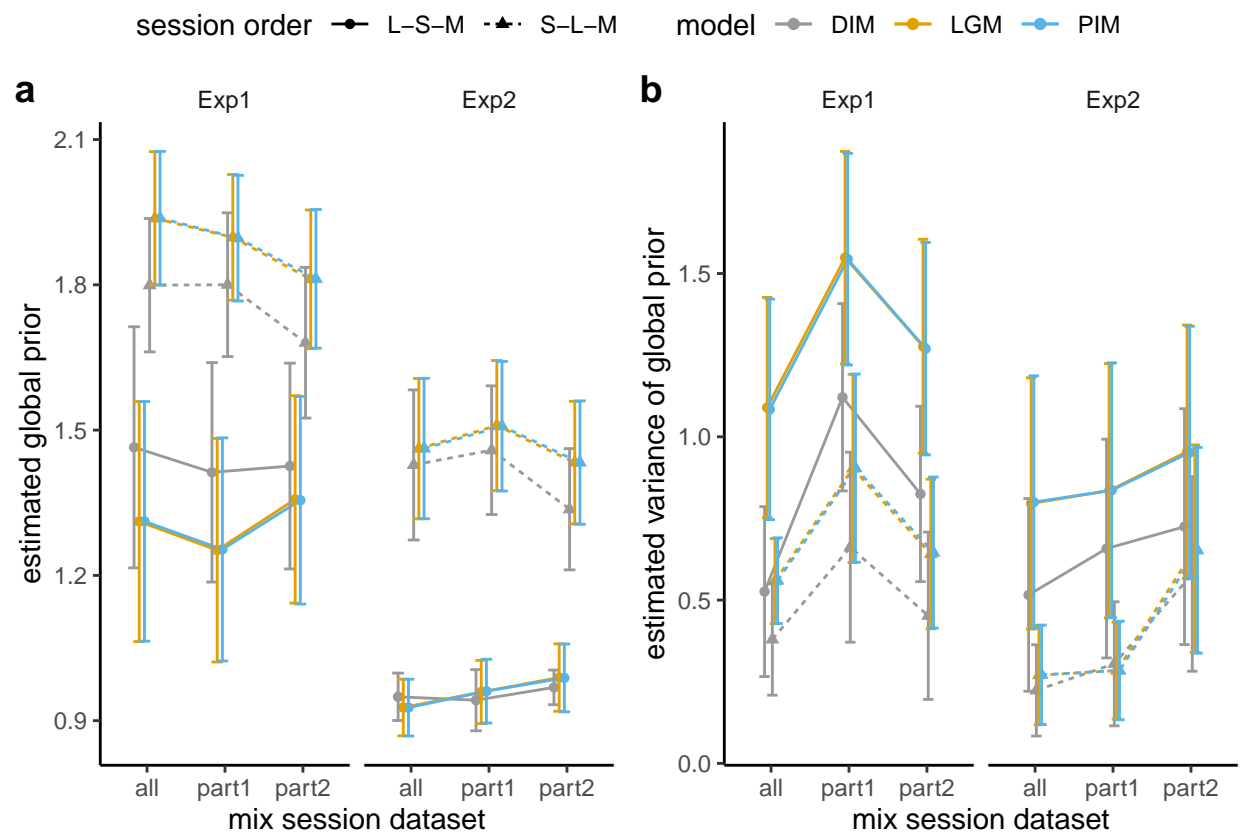 session order L–S–M S–L–M model DIM LGM PIM
a
Exp1 Exp2
estimated global prior
2.1
1.8
1.5
1.2
0.9
all part1 part2 all part1 part2
mix session dataset
b
Exp1 Exp2
estimated variance of global prior
1.5
1.0
0.5
0.0
all part1 part2 all part1 part2
mix session dataset